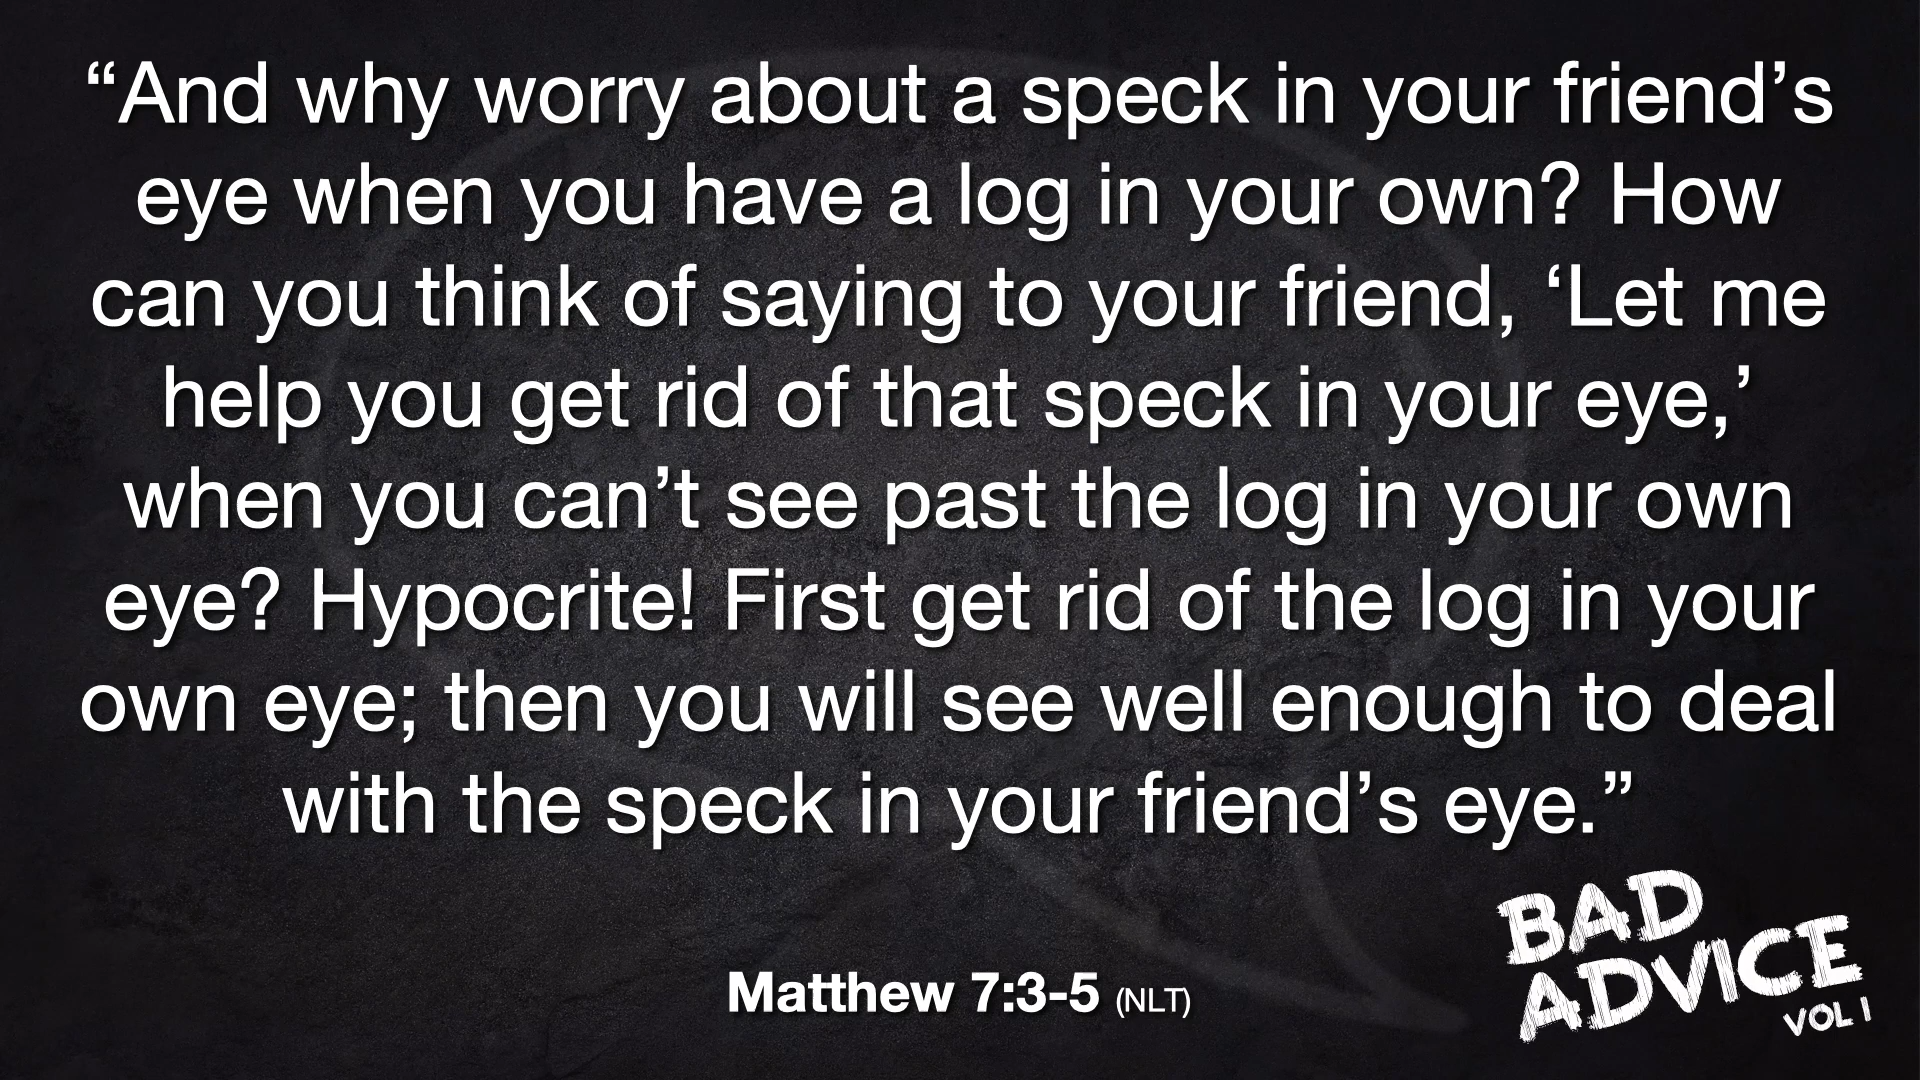 “And why worry about a speck in your friend’s
eye when you have a log in your own? How
can you think of saying to your friend, ‘Let me
help you get rid of that speck in your eye,’
when you can’t see past the log in your own
eye? Hypocrite! First get rid of the log in your
own eye; then you will see well enough to deal
with the speck in your friend’s eye.”
Matthew 7:3-5 (NLT)
BAD
ADVICE
VOL 1